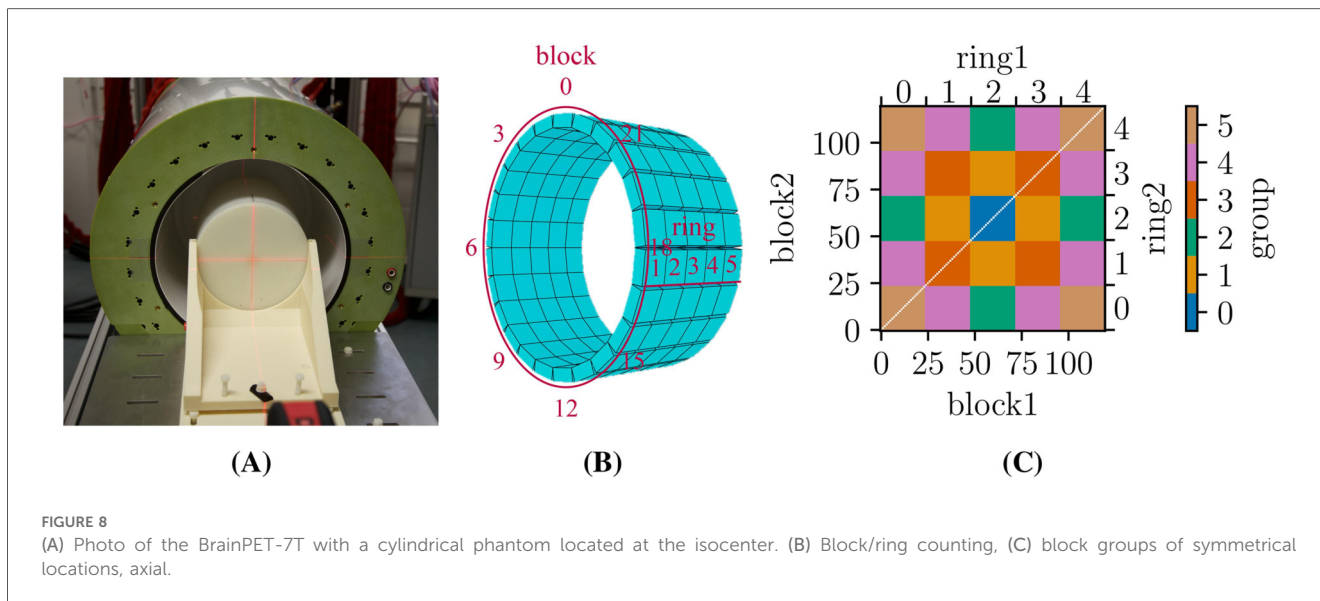 block
0
3
21
6
ring
18
1 2 3 4 5
9
15
12
ring1
0 1 2 3 4
100
75
50
25
0
block2
4
3
2
1
0
ring2
0 25 50 75 100
block1
5
4
3
2
1
0
group
(A)
(B)
(C)
FIGURE 8
(A) Photo of the BrainPET-7T with a cylindrical phantom located at the isocenter. (B) Block/ring counting, (C) block groups of symmetrical
locations, axial.